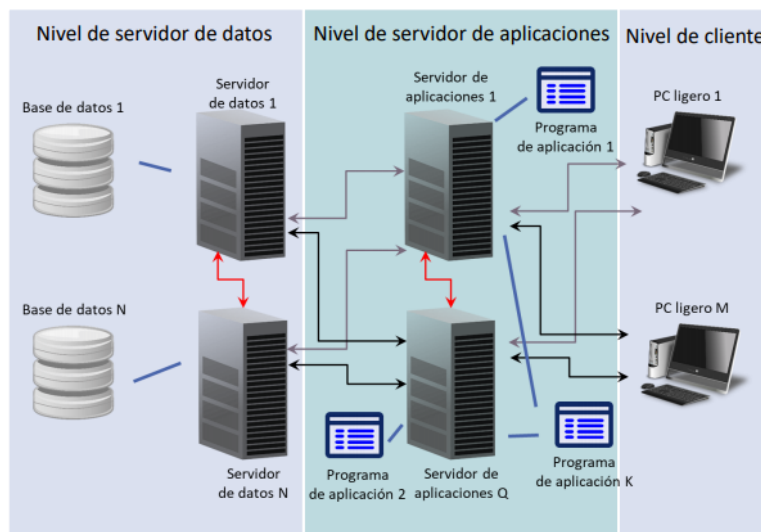 Nivel de servidor de datos
Nivel de servidor de aplicaciones
Nivel de cliente
Base de datos 1
Servidor
de datos 1
Servidor de
aplicaciones 1
Programa
de aplicación 1
PC ligero 1
Base de datos N
PC ligero M
Servidor
de datos N
Programa
de aplicación 2
Servidor de
aplicaciones Q
Programa
de aplicación K